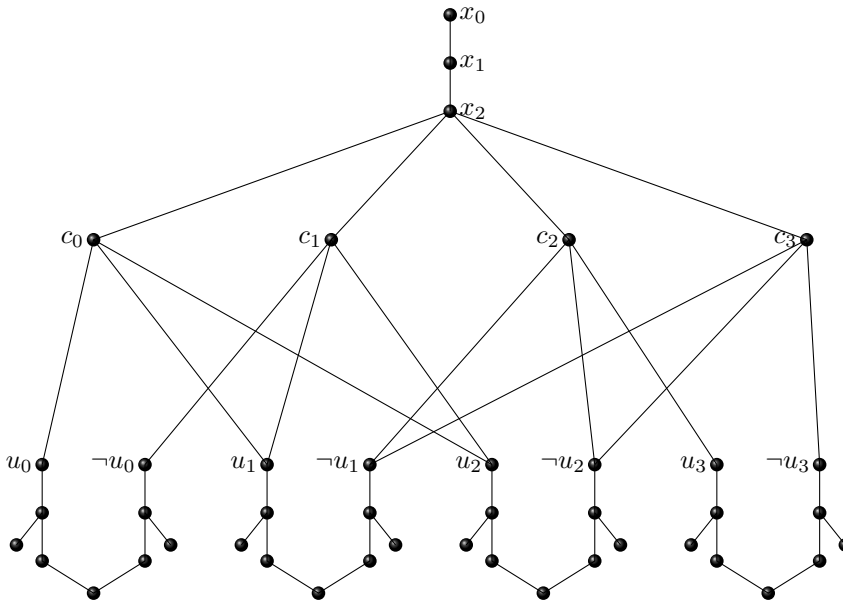 x₀
x₁
x₂
c₀ c₁ c₂ c₃
u₀ ¬u₀ u₁ ¬u₁ u₂ ¬u₂ u₃ ¬u₃